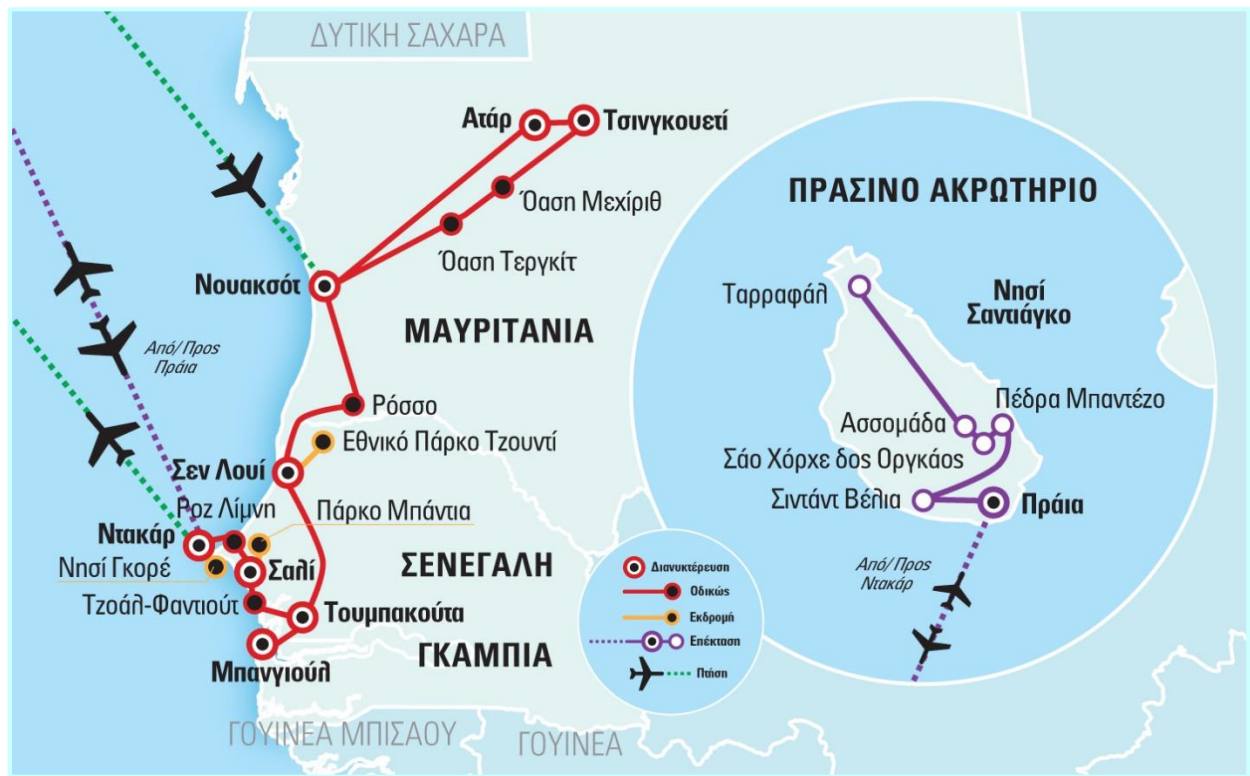 ΔΥΤΙΚΗ ΣΑΧΑΡΑ
Ατάρ
Τσινγκουετί
Όαση Μεχίριθ
Όαση Τεργκίτ
Νουακσότ
ΜΑΥΡΙΤΑΝΙΑ
Από/Προς
Πράια
Ρόσσο
Εθνικό Πάρκο Τζουντί
Σεν Λουί
Ροζ Λίμνη
Πάρκο Μπάντια
Ντακάρ
Νησί Γκορέ
Σαλί
ΣΕΝΕΓΑΛΗ
Τζοάλ-Φαντιούτ
Τουμπακούτα
Μπανγιούλ
ΓΚΑΜΠΙΑ
ΓΟΥΙΝΕΑ ΜΠΙΣΑΟΥ
ΓΟΥΙΝΕΑ
Διανυκτέρευση
Οδικώς
Εκδρομή
Επέκταση
Πτήση
ΠΡΑΣΙΝΟ ΑΚΡΩΤΗΡΙΟ
Ταρραφάλ
Νησί
Σαντιάγκο
Πέδρα Μπαντέζο
Ασσομάδα
Σάο Χόρχε δος Οργκάος
Σιντάντ Βέλια
Πράια
Από/Προς
Ντακάρ